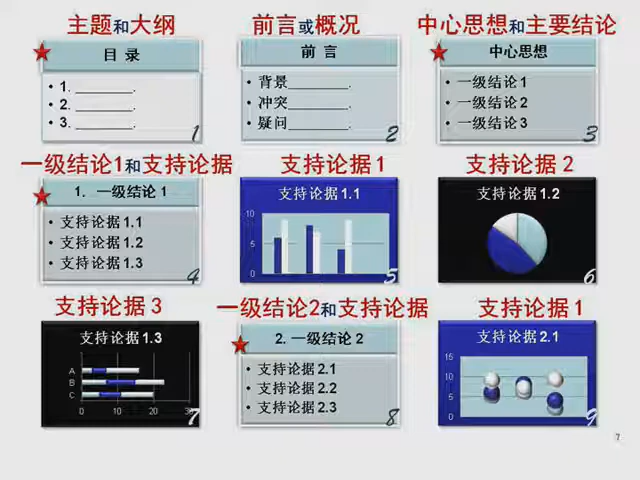 主题和大纲
目 录
• 1. ________.
• 2. ________.
• 3. ________.
1
前言或概况
前 言
• 背景________.
• 冲突________.
• 疑问________.
2
中心思想和主要结论
中心思想
• 一级结论1
• 一级结论2
• 一级结论3
3
一级结论1和支持论据
1. 一级结论1
• 支持论据1.1
• 支持论据1.2
• 支持论据1.3
4
支持论据1
支持论据1.1
10
5
0
5
支持论据2
支持论据1.2
6
支持论据3
支持论据1.3
A
B
C
0 10 20 30
7
一级结论2和支持论据
2. 一级结论2
• 支持论据2.1
• 支持论据2.2
• 支持论据2.3
8
支持论据1
支持论据2.1
15
10
5
0
9
7